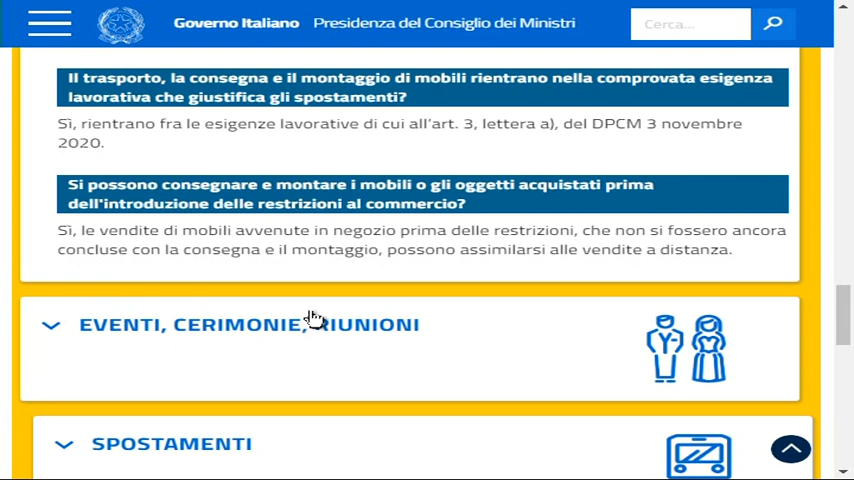 Governo Italiano Presidenza del Consiglio dei Ministri Cerca...
Il trasporto, la consegna e il montaggio di mobili rientrano nella comprovata esigenza
lavorativa che giustifica gli spostamenti?
Sì, rientrano fra le esigenze lavorative di cui all'art. 3, lettera a), del DPCM 3 novembre
2020.
Si possono consegnare e montare i mobili o gli oggetti acquistati prima
dell'introduzione delle restrizioni al commercio?
Sì, le vendite di mobili avvenute in negozio prima delle restrizioni, che non si fossero ancora
concluse con la consegna e il montaggio, possono assimilarsi alle vendite a distanza.
EVENTI, CERIMONIE, RIUNIONI
SPOSTAMENTI